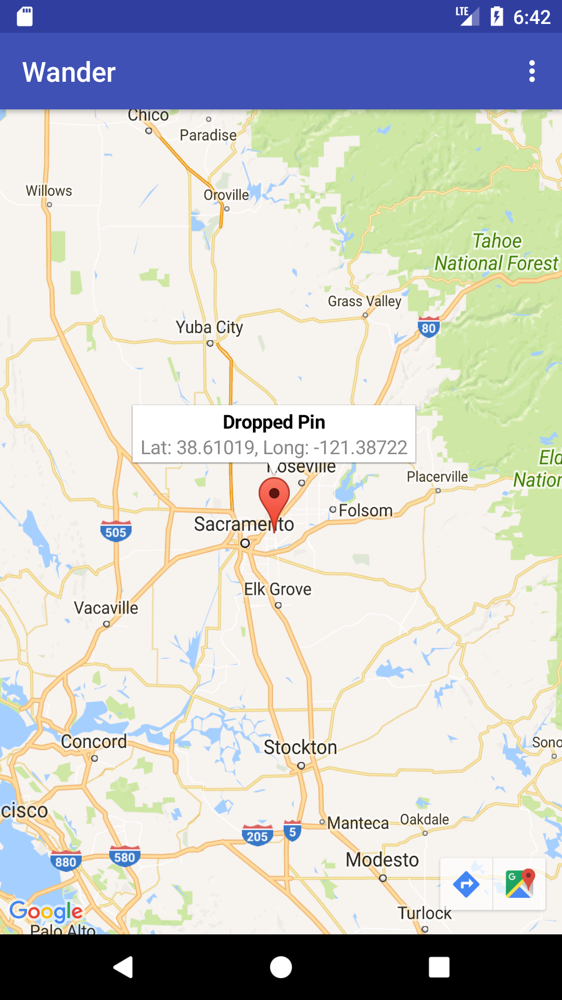 LTE 6:42
Wander
Chico
Paradise
Willows
Oroville
Tahoe
National Forest
Grass Valley
80
Yuba City
Dropped Pin
Lat: 38.61019, Long: -121.38722
Roseville
Placerville
Eld
Nation
Folsom
Sacramento
505
Elk Grove
Vacaville
Concord
Stockton
Sono
cisco
Manteca
Oakdale
205
5
880
580
Modesto
G
Google
Turlock
Palo Alto